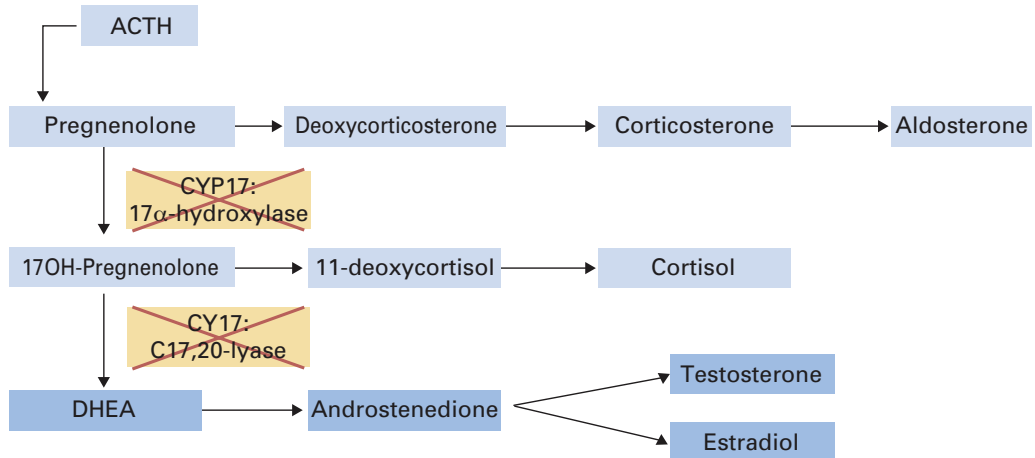 ACTH
Pregnenolone
Deoxycorticosterone
Corticosterone
Aldosterone
CYP17:
17α-hydroxylase
17OH-Pregnenolone
11-deoxycortisol
Cortisol
CY17:
C17,20-lyase
DHEA
Androstenedione
Testosterone
Estradiol